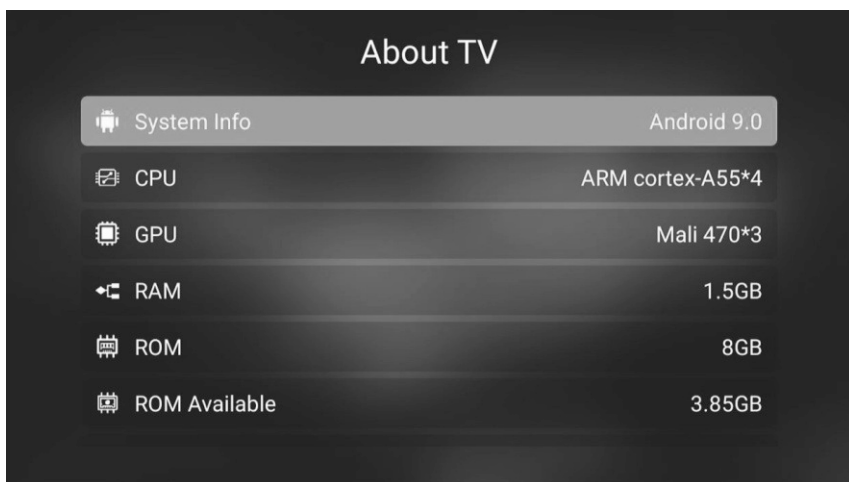 About TV
System Info Android 9.0
CPU ARM cortex-A55*4
GPU Mali 470*3
RAM 1.5GB
ROM 8GB
ROM Available 3.85GB